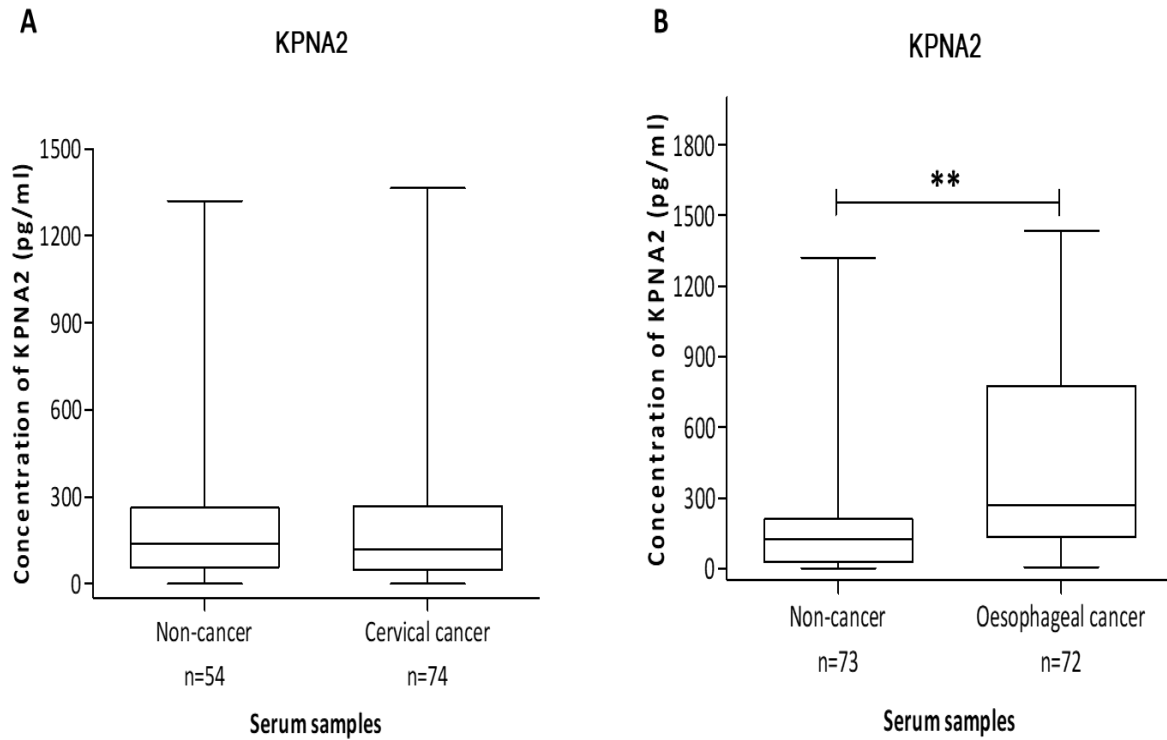 A
KPNA2
Concentration of KPNA2 (pg/ml)
1500
1200
900
600
300
0
Non-cancer
Cervical cancer
n=54
n=74
Serum samples
B
KPNA2
Concentration of KPNA2 (pg/ml)
1800
1500
1200
900
600
300
0
**
Non-cancer
Oesophageal cancer
n=73
n=72
Serum samples